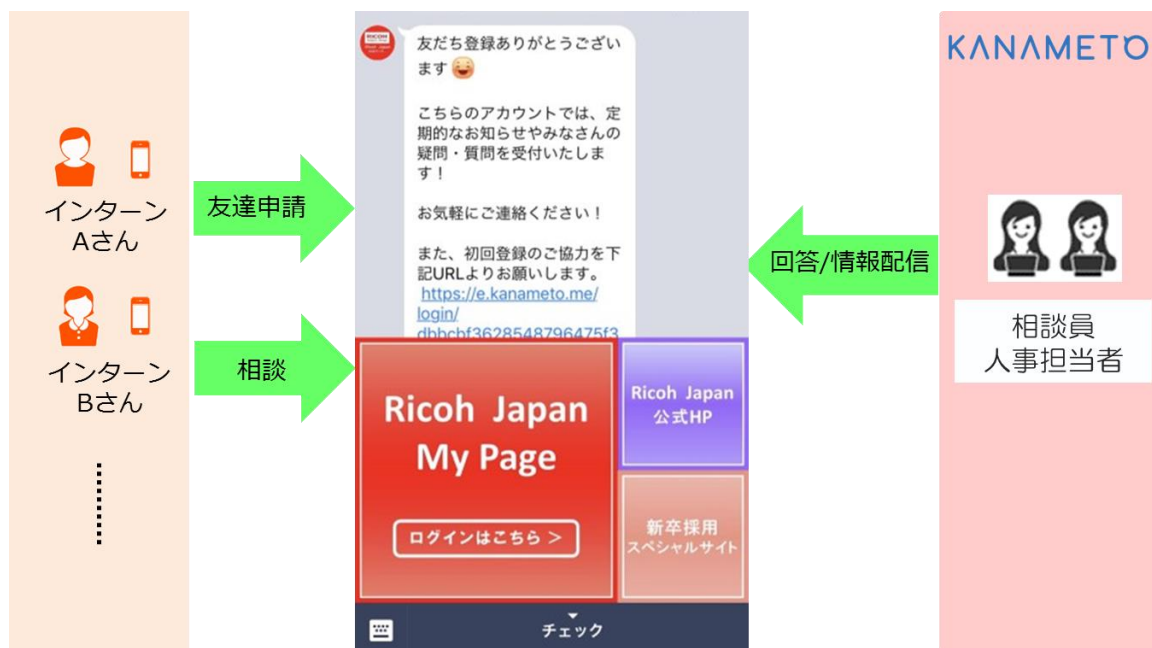 インターン
Aさん
インターン
Bさん
友達申請
相談
RICOH
友だち登録ありがとうござい
ます
こちらのアカウントでは、定
期的なお知らせやみなさんの
疑問・質問を受付いたしま
す！
お気軽にご連絡ください！
また、初回登録のご協力を下
記URLよりお願いします。
https://e.kanameto.me/
login/
dbbcbf3628548796475f3
Ricoh Japan
My Page
ログインはこちら >
Ricoh Japan
公式HP
新卒採用
スペシャルサイト
チェック
回答/情報配信
KANAMETO
相談員
人事担当者